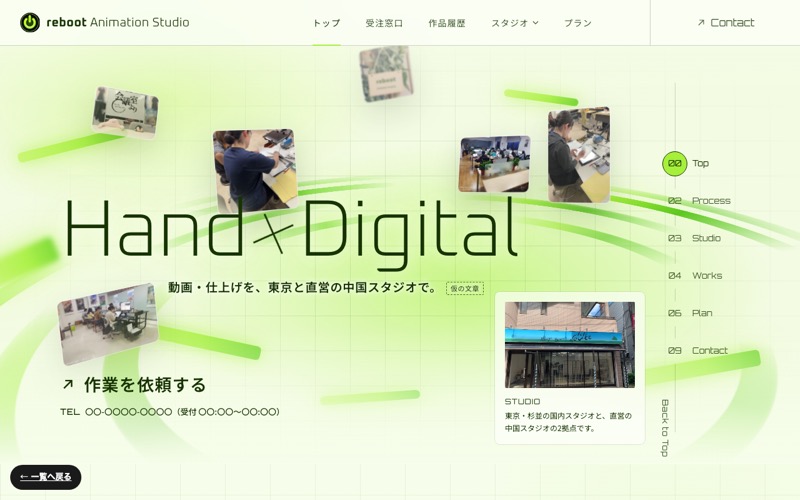 reboot Animation Studio
トップ
受注窓口
作品履歴
スタジオ
プラン
↗ Contact
reboot
Hand×Digital
動画・仕上げを、東京と直営の中国スタジオで。
仮の文章
↗ 作業を依頼する
TEL 00-0000-0000（受付 00:00〜00:00）
STUDIO
東京・杉並の国内スタジオと、直営の
中国スタジオの2拠点です。
00 Top
02 Process
03 Studio
04 Works
06 Plan
09 Contact
Back to Top
← 一覧へ戻る